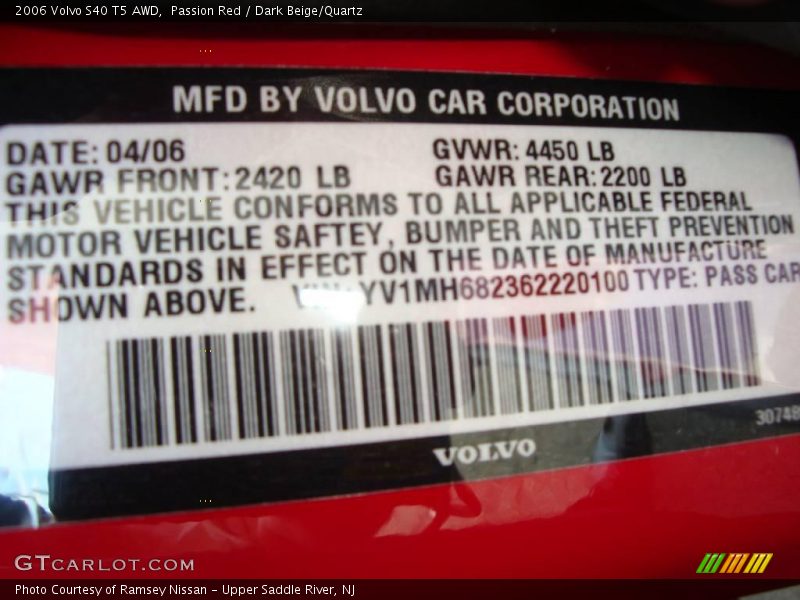 2006 Volvo S40 T5 AWD,  Passion Red / Dark Beige/Quartz
MFD BY VOLVO CAR CORPORATION
DATE: 04/06 GVWR: 4450 LB
GAWR FRONT: 2420 LB GAWR REAR: 2200 LB
THIS VEHICLE CONFORMS TO ALL APPLICABLE FEDERAL
MOTOR VEHICLE SAFTEY, BUMPER AND THEFT PREVENTION
STANDARDS IN EFFECT ON THE DATE OF MANUFACTURE
SHOWN ABOVE. YV1MH682362220100 TYPE: PASS CAR
30748
VOLVO
GTCARLOT.COM
Photo Courtesy of Ramsey Nissan - Upper Saddle River, NJ